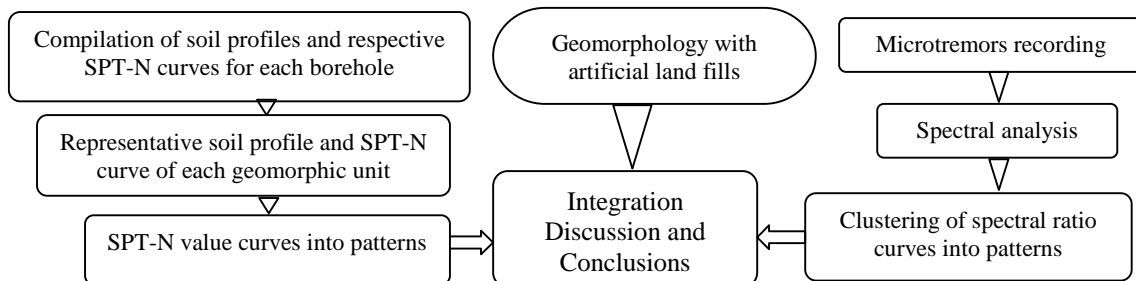 Compilation of soil profiles and respective
SPT-N curves for each borehole
Representative soil profile and SPT-N
curve of each geomorphic unit
SPT-N value curves into patterns
Geomorphology with
artificial land fills
Integration
Discussion and
Conclusions
Microtremors recording
Spectral analysis
Clustering of spectral ratio
curves into patterns